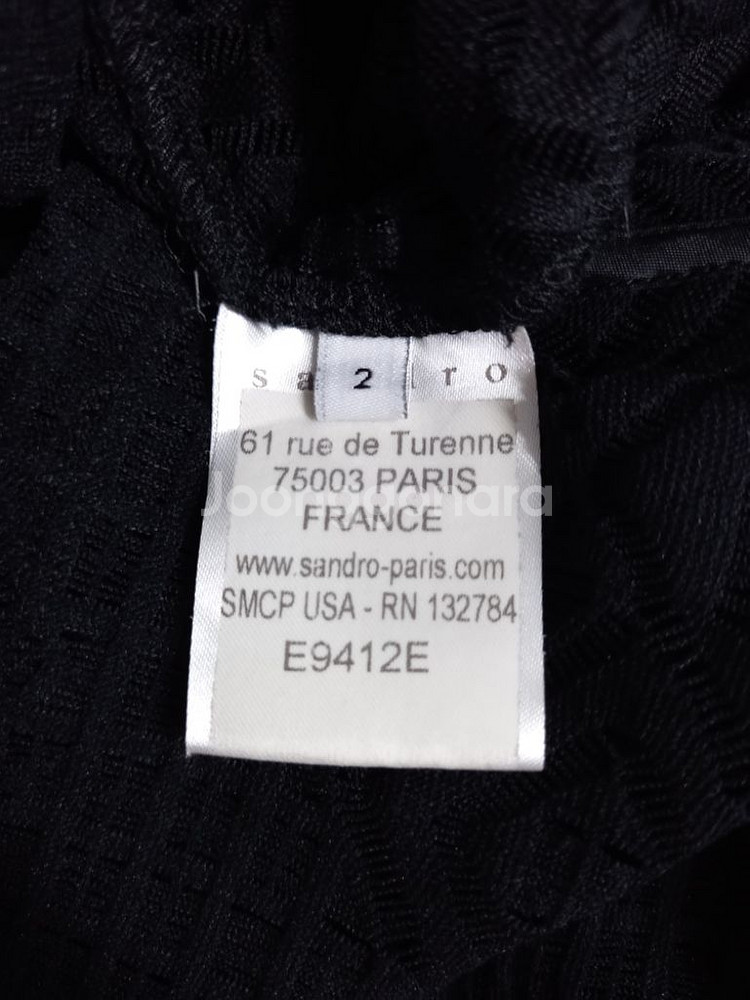 sa 2 ro
61 rue de Turenne
75003 PARIS
Joonggonara
FRANCE
www.sandro-paris.com
SMCP USA - RN 132784
E9412E